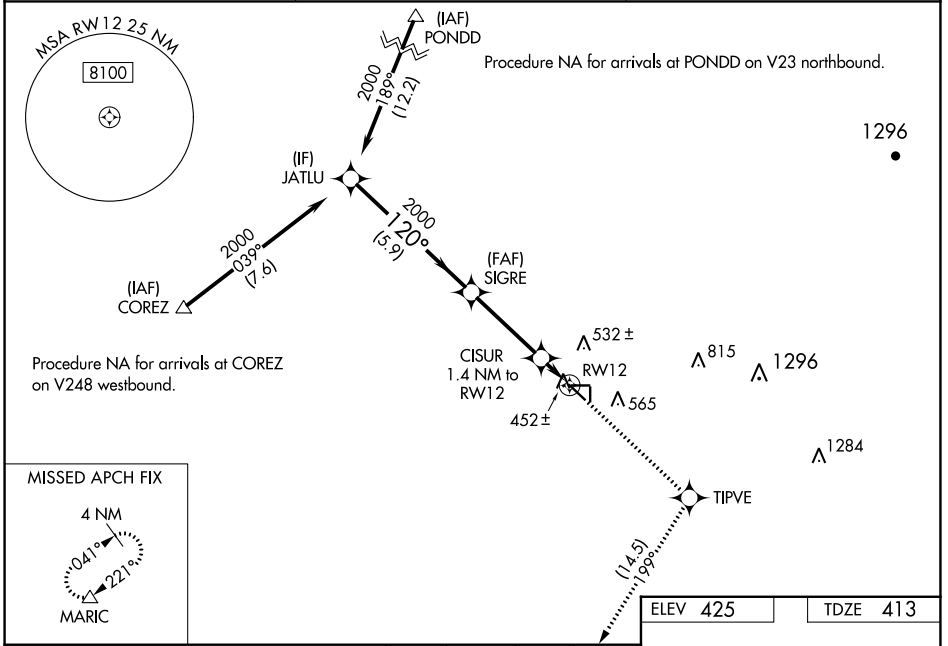 MSA RW12 25 NM
8100
(IAF)
PONDD
2000
189°
(12.2)
Procedure NA for arrivals at PONDD on V23 northbound.
1296
(IF)
JATLU
2000
120°
(5.9)
2000
039°
(7.6)
(IAF)
COREZ
(FAF)
SIGRE
Procedure NA for arrivals at COREZ
on V248 westbound.
CISUR
1.4 NM to
RW12
532 ±
RW12
815
1296
452 ±
565
1284
TIPVE
(14.5)
199°
MISSED APCH FIX
4 NM
041°
221°
MARIC
ELEV 425
TDZE 413